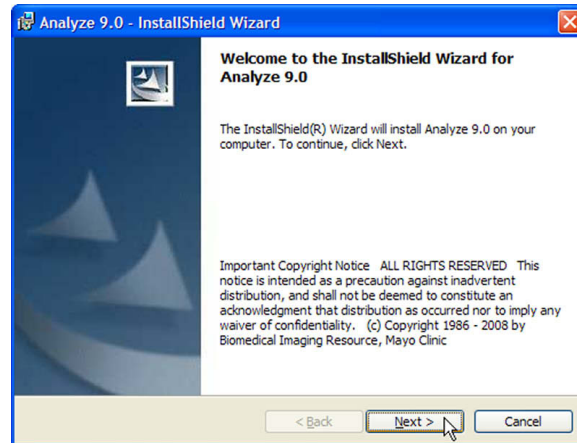 Analyze 9.0 - InstallShield Wizard
Welcome to the InstallShield Wizard for
Analyze 9.0
The InstallShield(R) Wizard will install Analyze 9.0 on your
computer. To continue, click Next.
Important Copyright Notice   ALL RIGHTS RESERVED   This
notice is intended as a precaution against inadvertent
distribution, and shall not be deemed to constitute an
acknowledgment that distribution as occurred nor to imply any
waiver of confidentiality.   (c) Copyright 1986 - 2008 by
Biomedical Imaging Resource, Mayo Clinic
< Back
Next >
Cancel